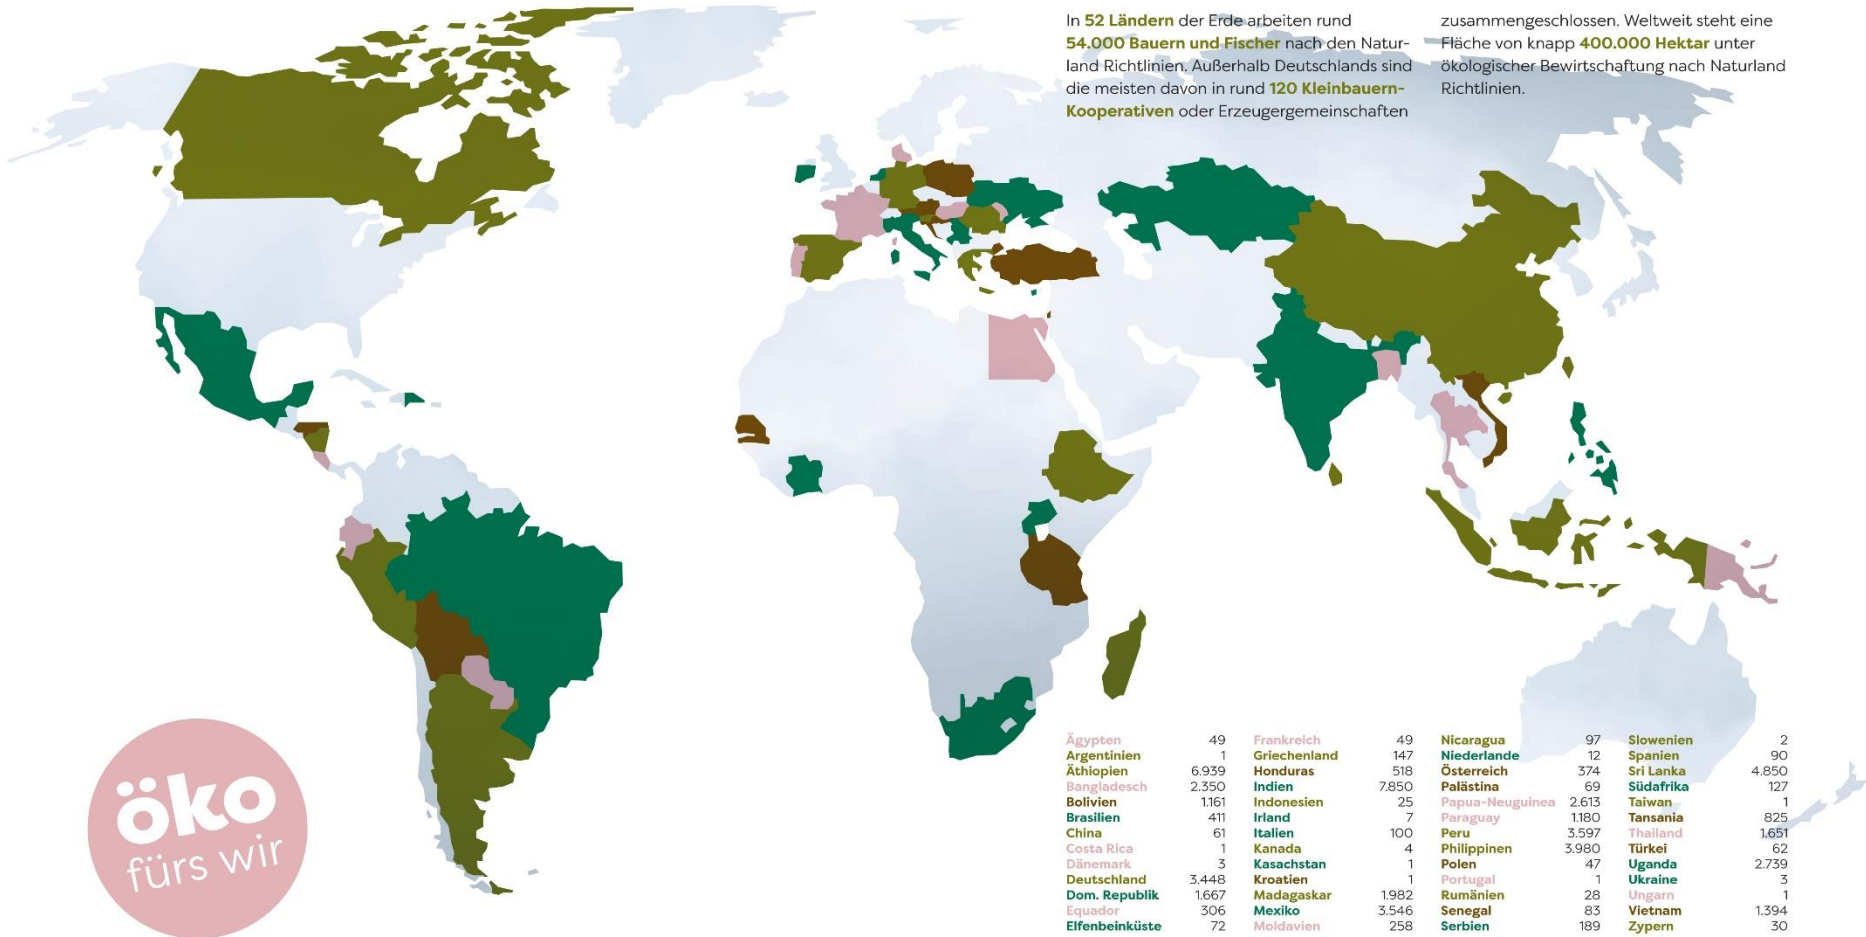 In 52 Ländern der Erde arbeiten rund
54.000 Bauern und Fischer nach den Natur-
land Richtlinien. Außerhalb Deutschlands sind
die meisten davon in rund 120 Kleinbauern-
Kooperativen oder Erzeugergemeinschaften
zusammengeschlossen. Weltweit steht eine
Fläche von knapp 400.000 Hektar unter
ökologischer Bewirtschaftung nach Naturland
Richtlinien.
öko
fürs wir
Ägypten 49
Argentinien 1
Äthiopien 6.939
Bangladesch 2.350
Bolivien 1.161
Brasilien 411
China 61
Costa Rica 1
Dänemark 3
Deutschland 3.448
Dom. Republik 1.667
Equador 306
Elfenbeinküste 72
Frankreich 49
Griechenland 147
Honduras 518
Indien 7.850
Indonesien 25
Irland 7
Italien 100
Kanada 4
Kasachstan 1
Kroatien 1
Madagaskar 1.982
Mexiko 3.546
Moldavien 258
Nicaragua 97
Niederlande 12
Österreich 374
Palästina 69
Papua-Neuguinea 2.613
Paraguay 1.180
Peru 3.597
Philippinen 3.980
Polen 47
Portugal 1
Rumänien 28
Senegal 83
Serbien 189
Slowenien 2
Spanien 90
Sri Lanka 4.850
Südafrika 127
Taiwan 1
Tansania 825
Thailand 1.651
Türkei 62
Uganda 2.739
Ukraine 3
Ungarn 1
Vietnam 1.394
Zypern 30